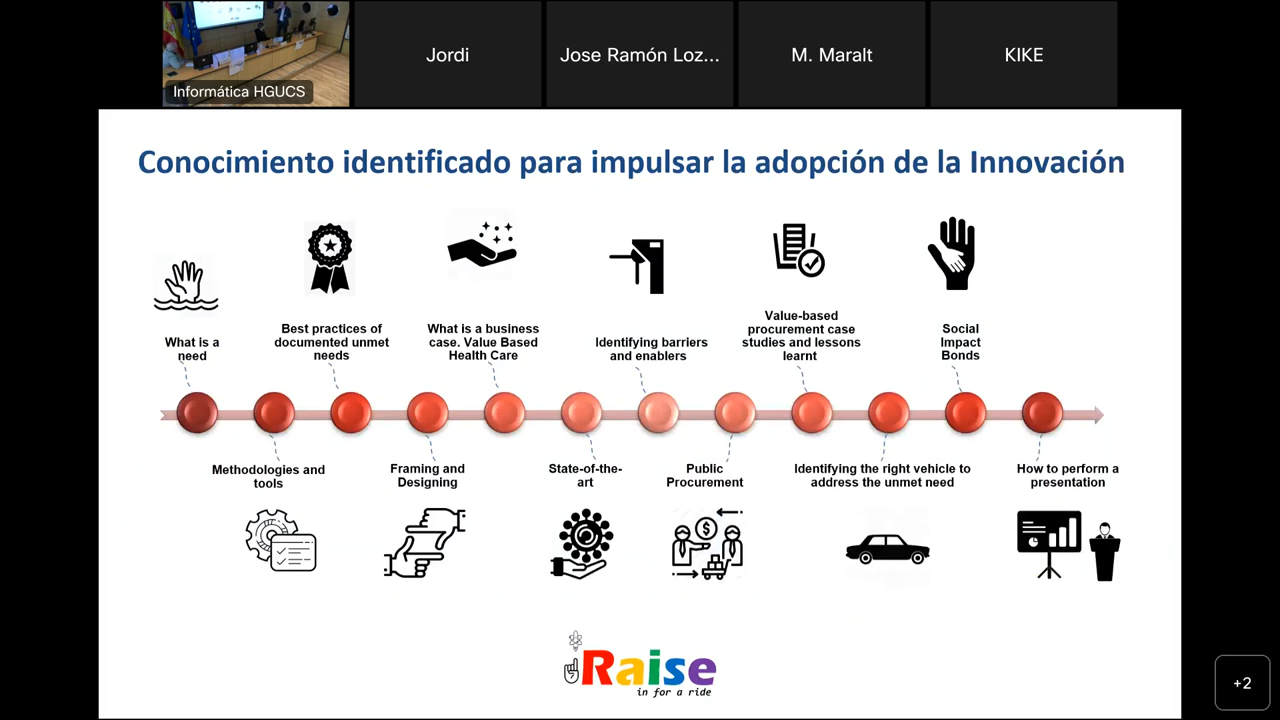 Informática HGUCS
Jordi
Jose Ramón Loz...
M. Maralt
KIKE
Conocimiento identificado para impulsar la adopción de la Innovación
What is a
need
Best practices of
documented unmet
needs
What is a business
case. Value Based
Health Care
Identifying barriers
and enablers
Value-based
procurement case
studies and lessons
learnt
Social
Impact
Bonds
Methodologies and
tools
Framing and
Designing
State-of-the-
art
Public
Procurement
Identifying the right vehicle to
address the unmet need
How to perform a
presentation
$
Raise
in for a ride
+2